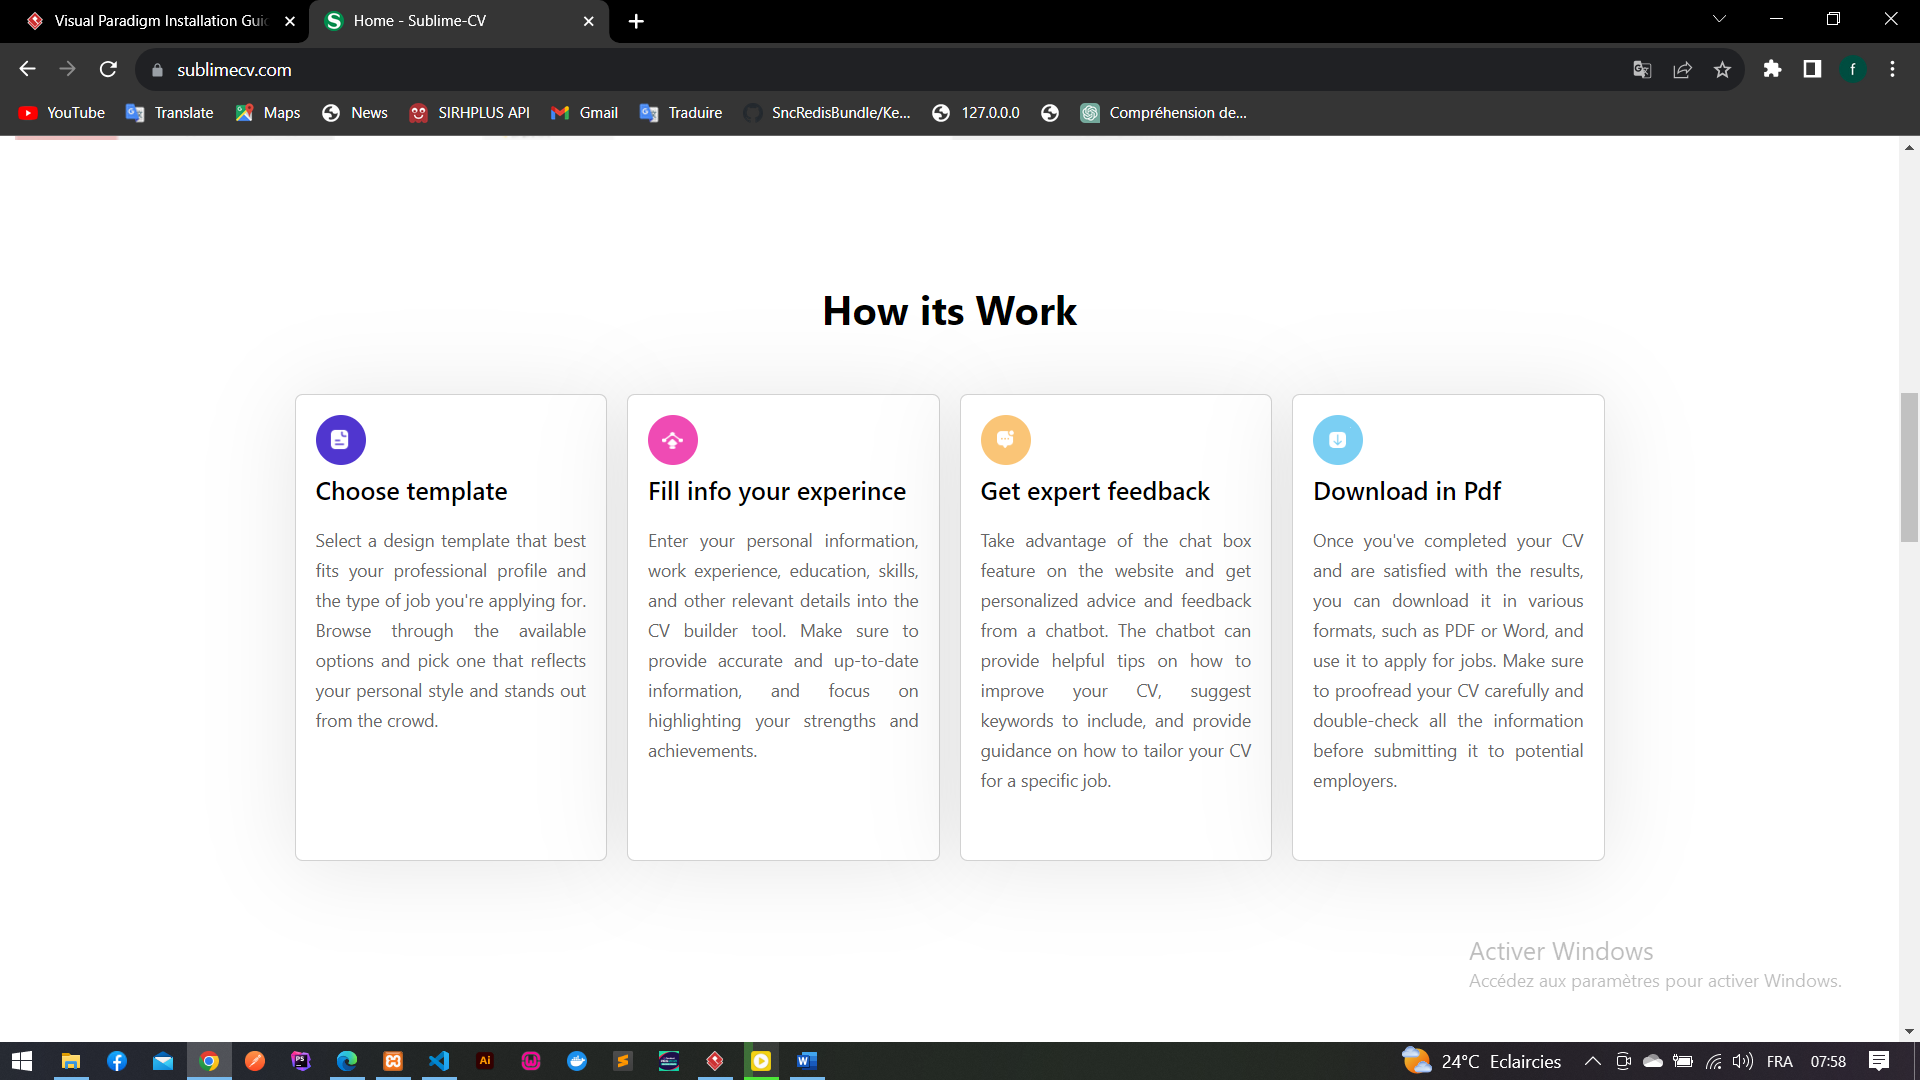 Visual Paradigm Installation Guid
Home - Sublime-CV
sublimecv.com
YouTube
Translate
Maps
News
SIRHPLUS API
Gmail
Traduire
SncRedisBundle/Ke...
127.0.0.0
Compréhension de...
f
How its Work
Choose template
Select a design template that best
fits your professional profile and
the type of job you're applying for.
Browse through the available
options and pick one that reflects
your personal style and stands out
from the crowd.
Fill info your experince
Enter your personal information,
work experience, education, skills,
and other relevant details into the
CV builder tool. Make sure to
provide accurate and up-to-date
information, and focus on
highlighting your strengths and
achievements.
Get expert feedback
Take advantage of the chat box
feature on the website and get
personalized advice and feedback
from a chatbot. The chatbot can
provide helpful tips on how to
improve your CV, suggest
keywords to include, and provide
guidance on how to tailor your CV
for a specific job.
Download in Pdf
Once you've completed your CV
and are satisfied with the results,
you can download it in various
formats, such as PDF or Word, and
use it to apply for jobs. Make sure
to proofread your CV carefully and
double-check all the information
before submitting it to potential
employers.
Activer Windows
Accédez aux paramètres pour activer Windows.
24°C Eclaircies
FRA
07:58